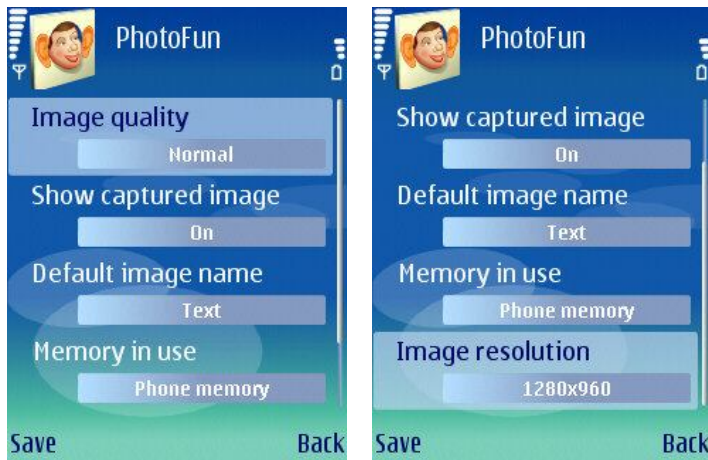 PhotoFun
Image quality
Normal
Show captured image
On
Default image name
Text
Memory in use
Phone memory
Save Back
PhotoFun
Show captured image
On
Default image name
Text
Memory in use
Phone memory
Image resolution
1280x960
Save Back